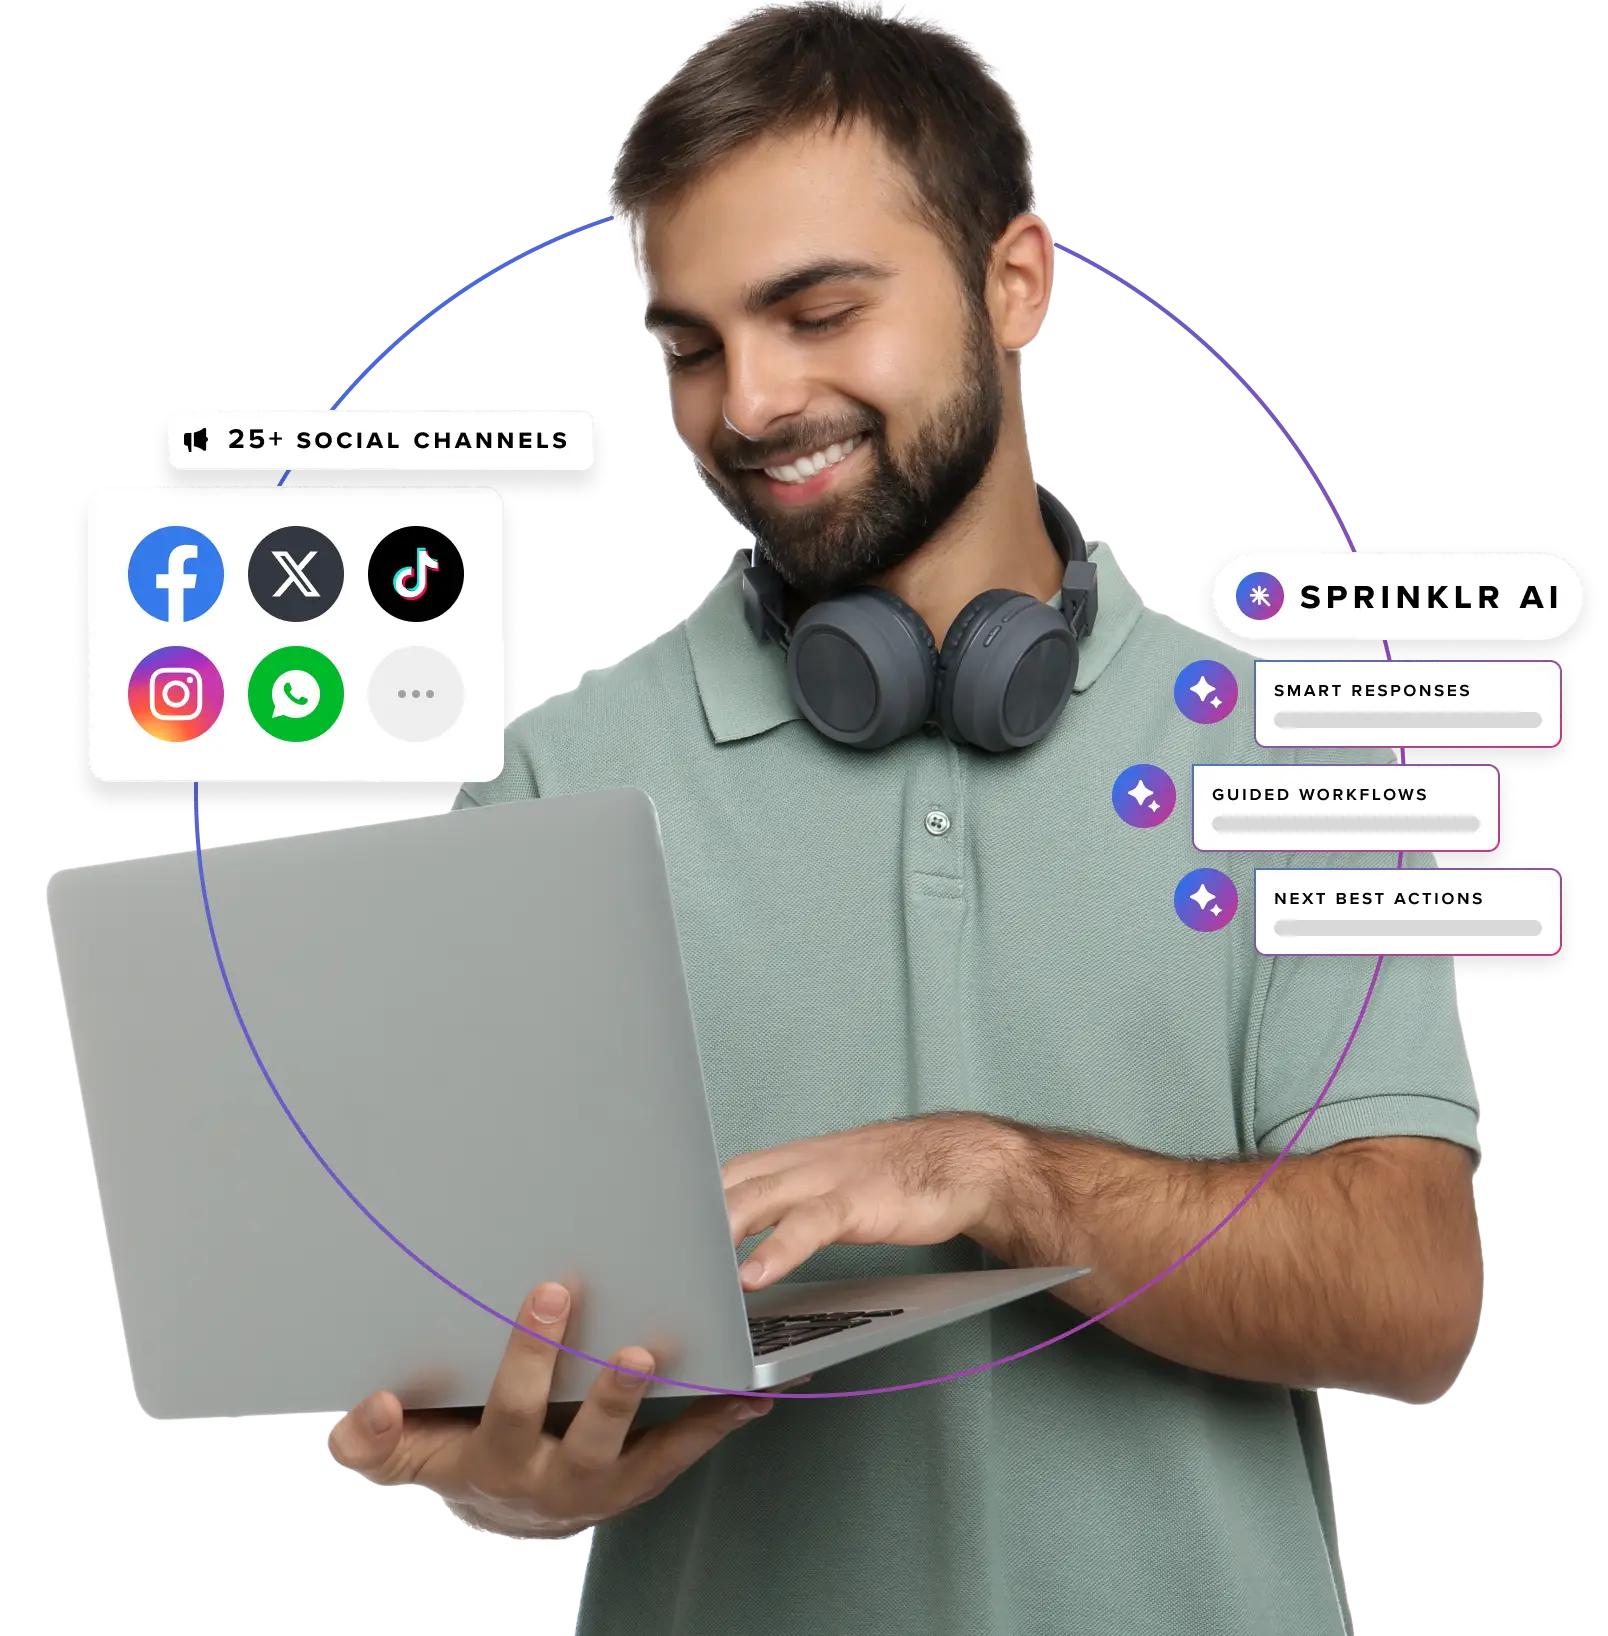 25+ SOCIAL CHANNELS
SPRINKLR AI
SMART RESPONSES
GUIDED WORKFLOWS
NEXT BEST ACTIONS